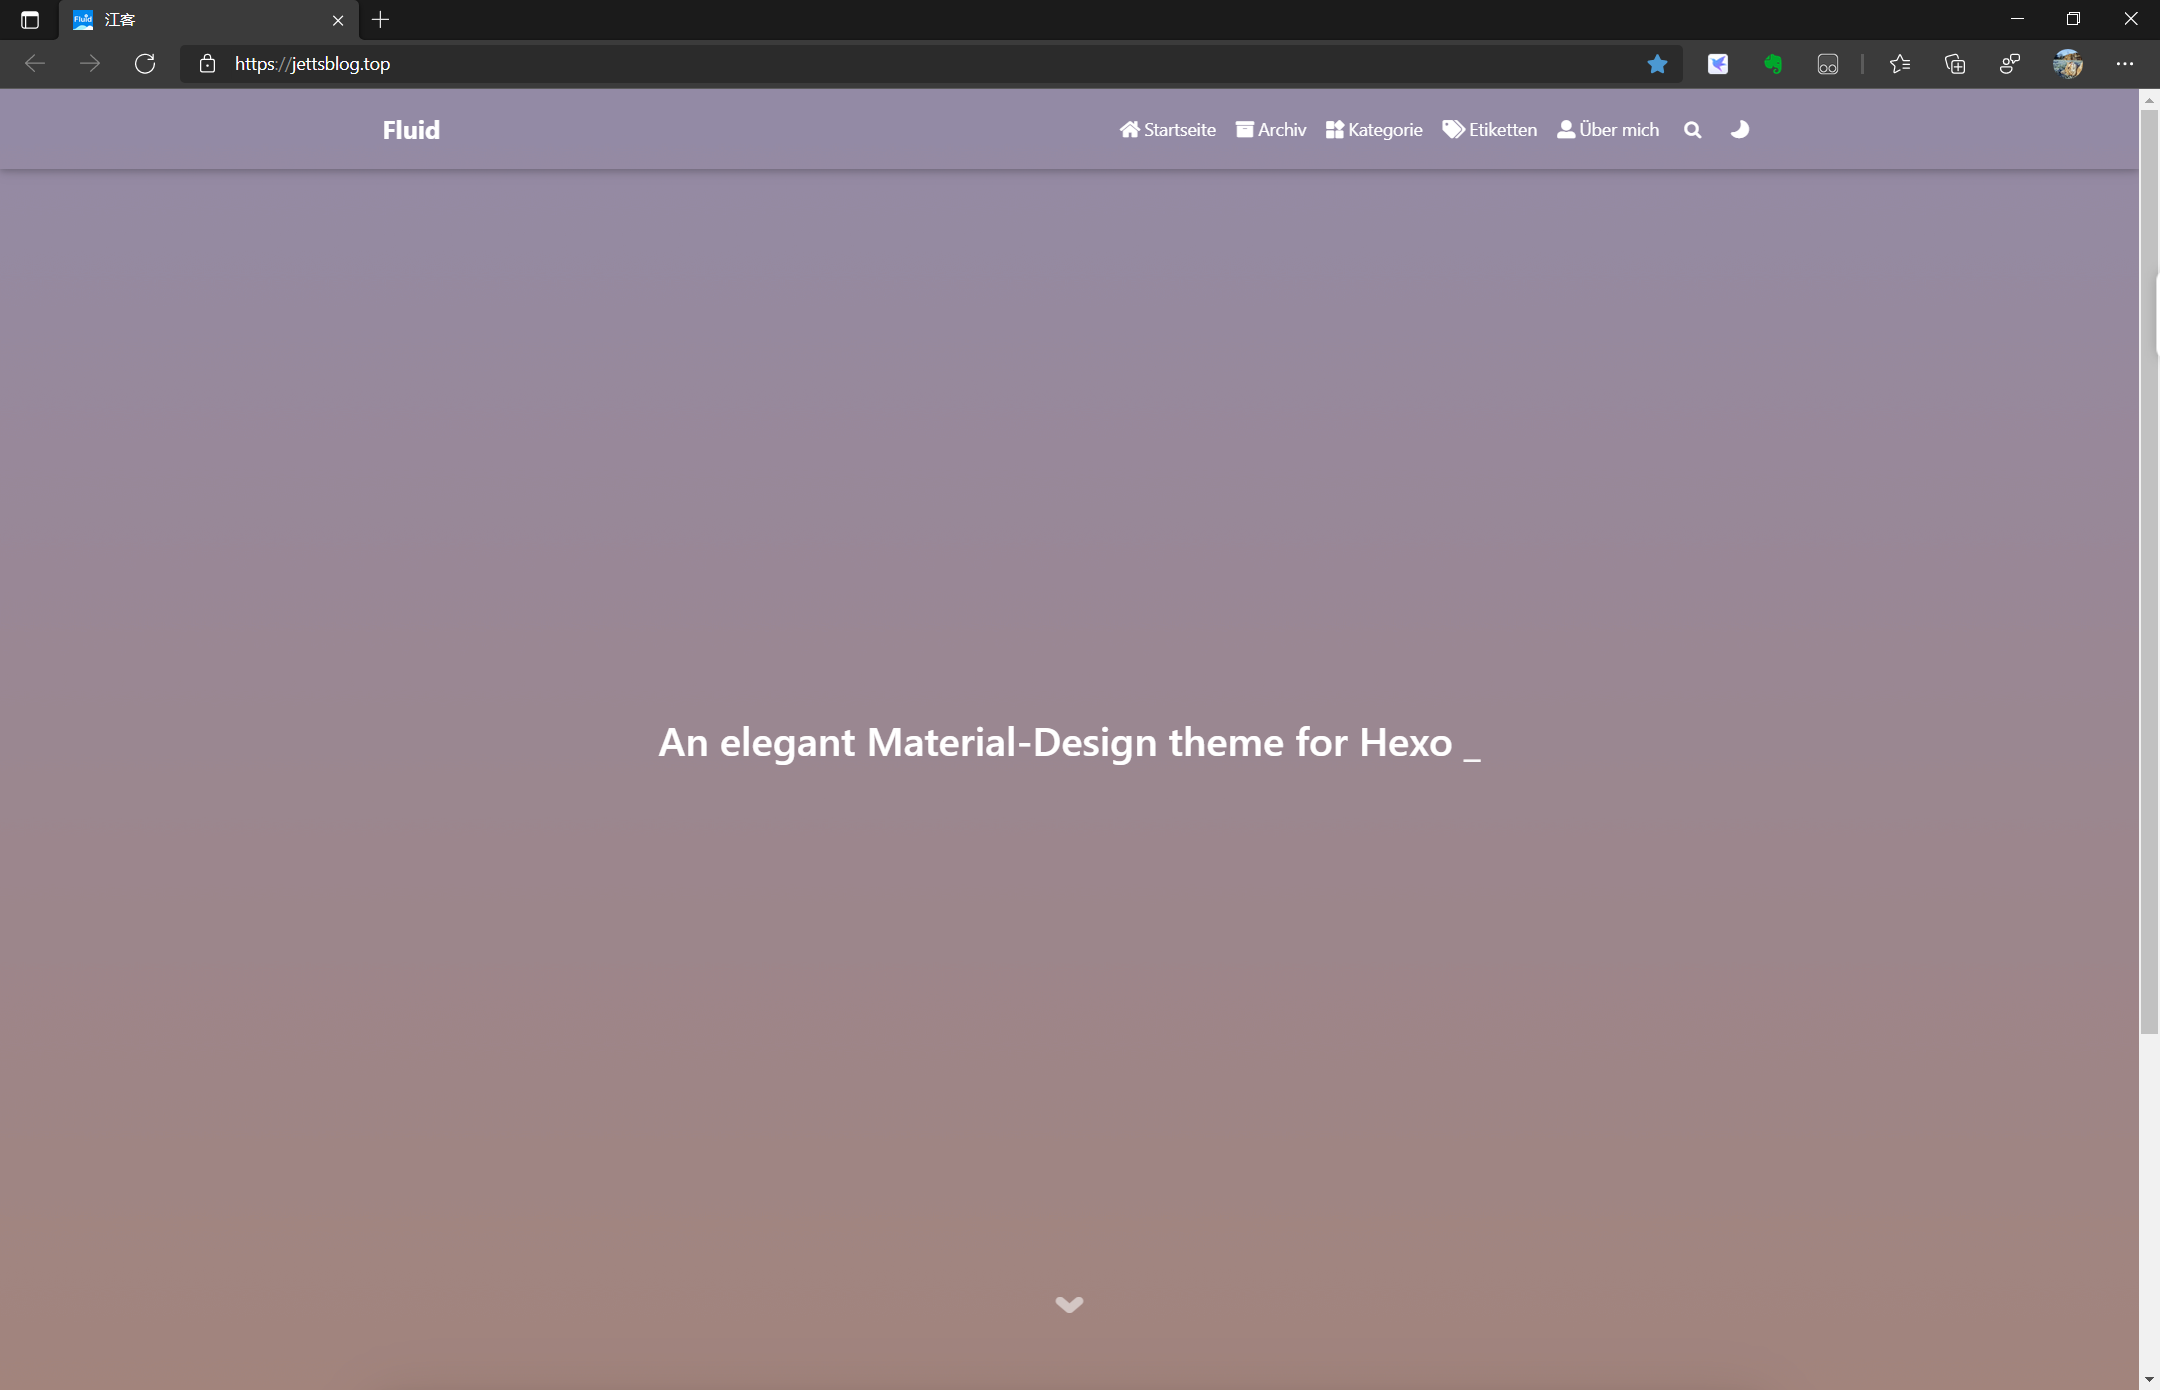 江客
https://jettsblog.top
Fluid
Startseite Archiv Kategorie Etiketten Über mich
An elegant Material-Design theme for Hexo _